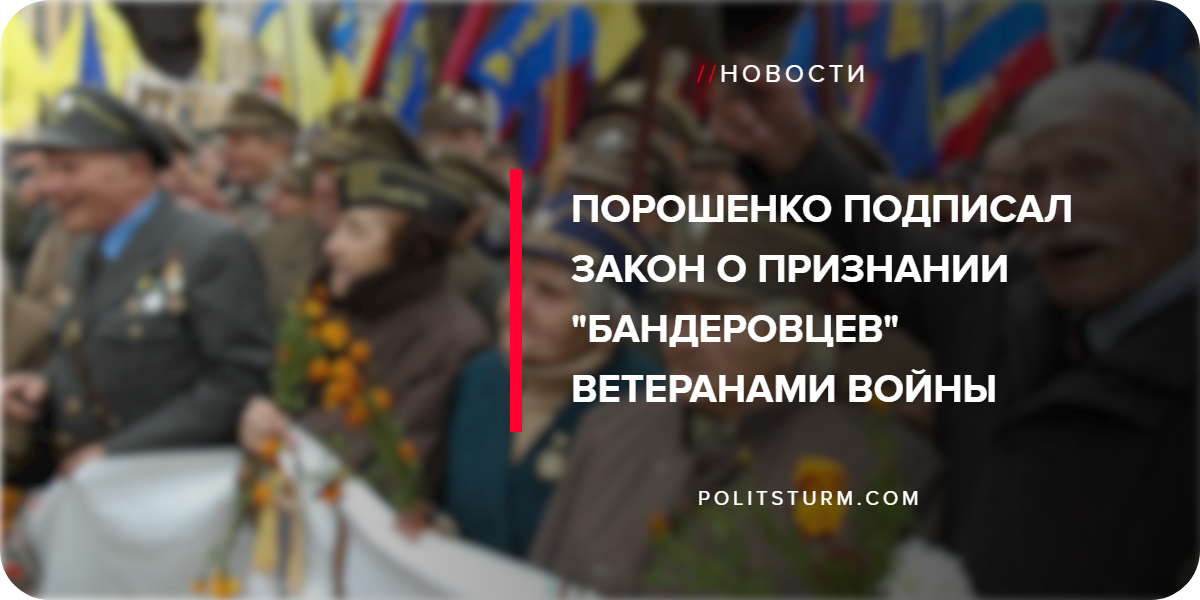 //НОВОСТИ
ПОРОШЕНКО ПОДПИСАЛ
ЗАКОН О ПРИЗНАНИИ
"БАНДЕРОВЦЕВ"
ВЕТЕРАНАМИ ВОЙНЫ
POLITSTURM.COM